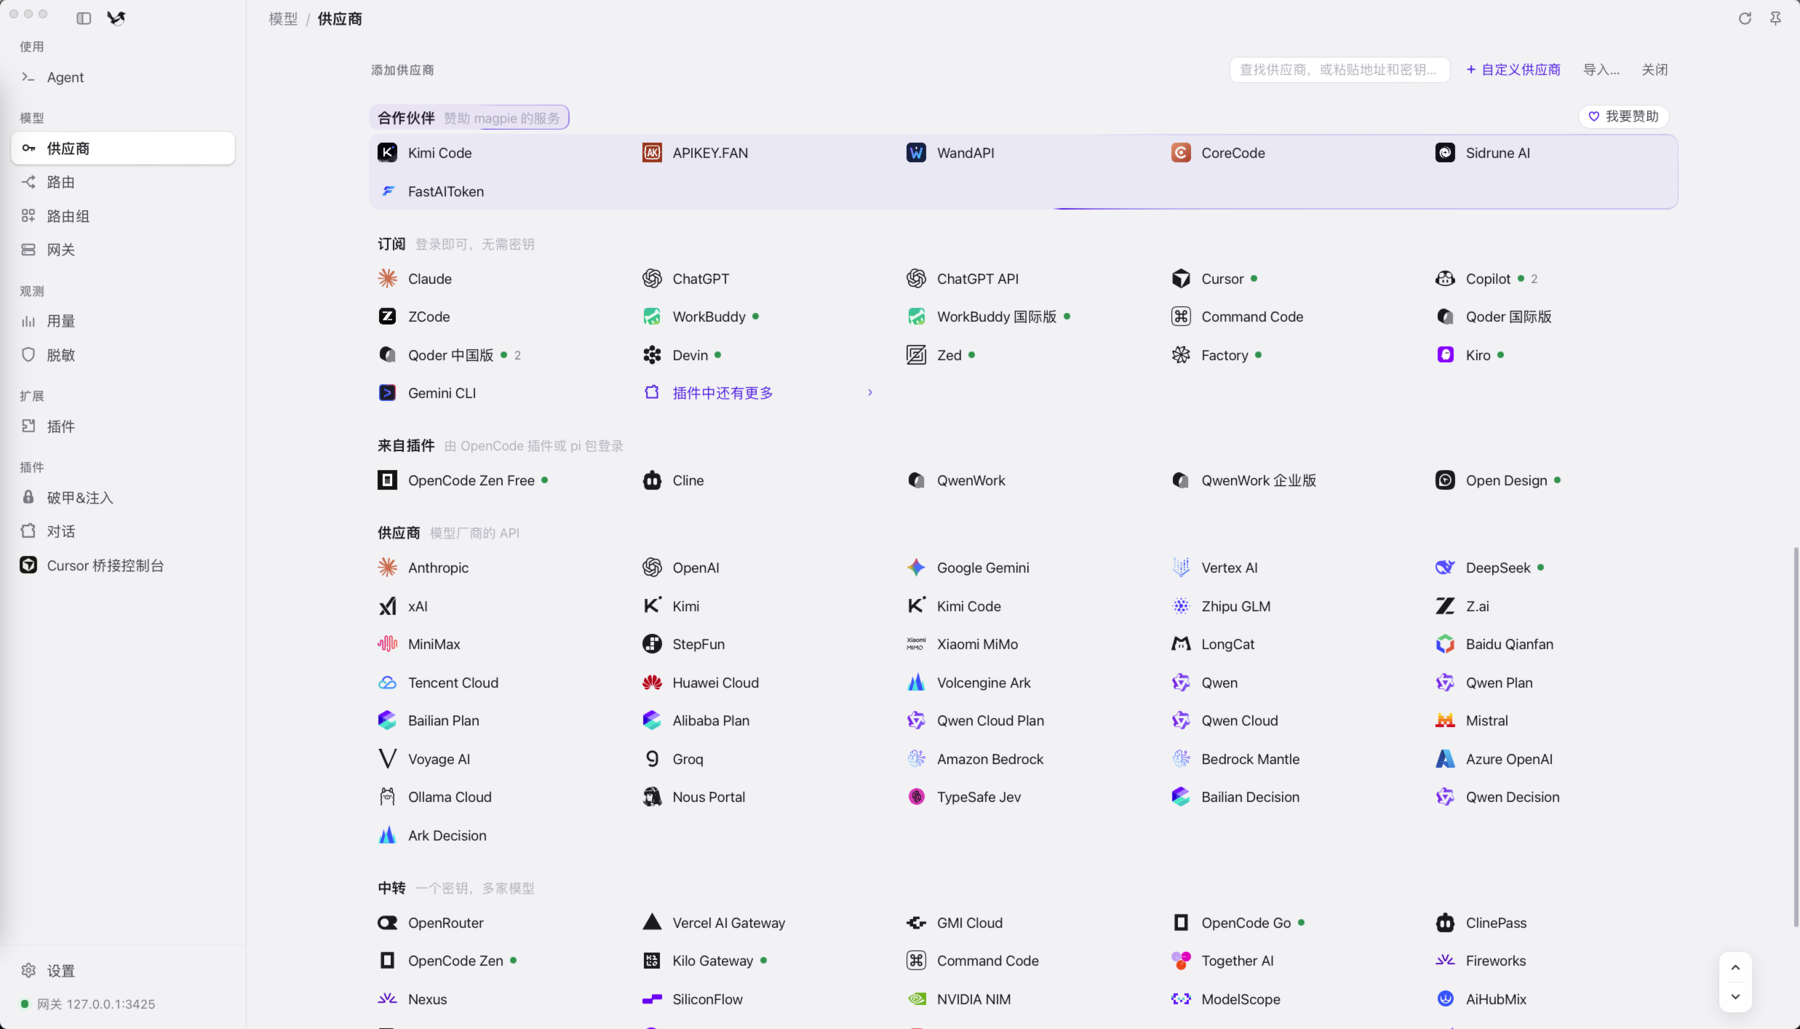 模型 / 供应商
使用
Agent
模型
供应商
路由
路由组
网关
观测
用量
脱敏
扩展
插件
插件
破甲&注入
对话
Cursor 桥接控制台
设置
网关 127.0.0.1:3425
添加供应商
查找供应商，或粘贴地址和密钥...
+ 自定义供应商
导入...
关闭
合作伙伴 赞助 magpie 的服务
我要赞助
Kimi Code
APIKEY.FAN
WandAPI
CoreCode
Sidrune AI
FastAIToken
订阅 登录即可，无需密钥
Claude
ChatGPT
ChatGPT API
Cursor
Copilot 2
ZCode
WorkBuddy
WorkBuddy 国际版
Command Code
Qoder 国际版
Qoder 中国版 2
Devin
Zed
Factory
Kiro
Gemini CLI
插件中还有更多
来自插件 由 OpenCode 插件或 pi 包登录
OpenCode Zen Free
Cline
QwenWork
QwenWork 企业版
Open Design
供应商 模型厂商的 API
Anthropic
OpenAI
Google Gemini
Vertex AI
DeepSeek
xAI
Kimi
Kimi Code
Zhipu GLM
Z.ai
MiniMax
StepFun
Xiaomi MiMo
LongCat
Baidu Qianfan
Tencent Cloud
Huawei Cloud
Volcengine Ark
Qwen
Qwen Plan
Bailian Plan
Alibaba Plan
Qwen Cloud Plan
Qwen Cloud
Mistral
Voyage AI
Groq
Amazon Bedrock
Bedrock Mantle
Azure OpenAI
Ollama Cloud
Nous Portal
TypeSafe Jev
Bailian Decision
Qwen Decision
Ark Decision
中转 一个密钥，多家模型
OpenRouter
Vercel AI Gateway
GMI Cloud
OpenCode Go
ClinePass
OpenCode Zen
Kilo Gateway
Command Code
Together AI
Fireworks
Nexus
SiliconFlow
NVIDIA NIM
ModelScope
AiHubMix